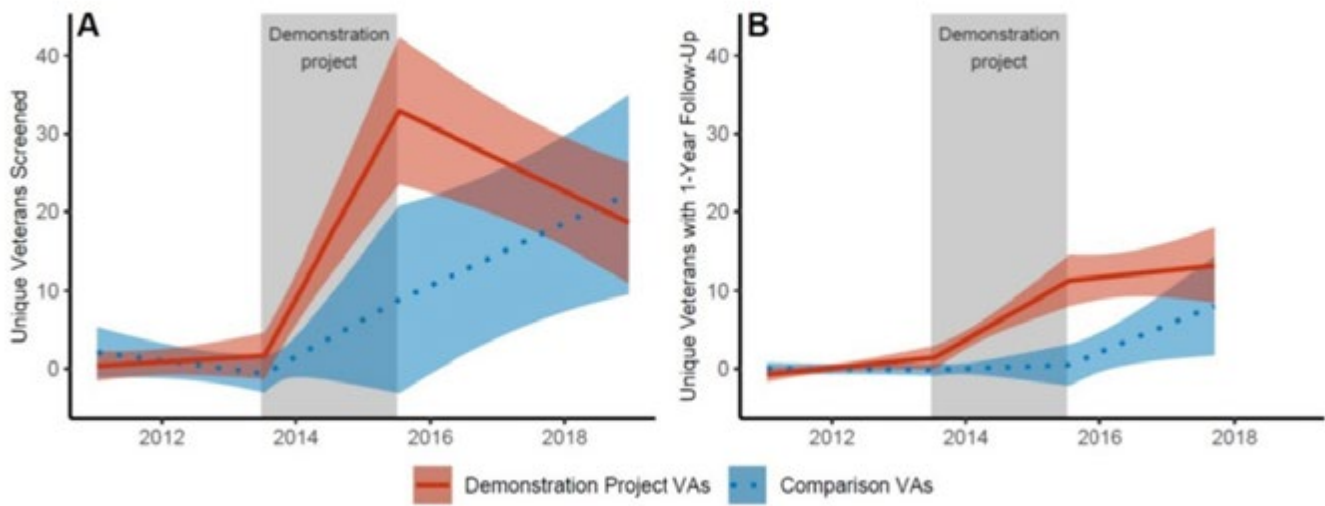 A
Demonstration
project
Unique Veterans Screened
40
30
20
10
0
2012
2014
2016
2018
B
Demonstration
project
Unique Veterans with 1-Year Follow-Up
40
30
20
10
0
2012
2014
2016
2018
Demonstration Project VAs
Comparison VAs